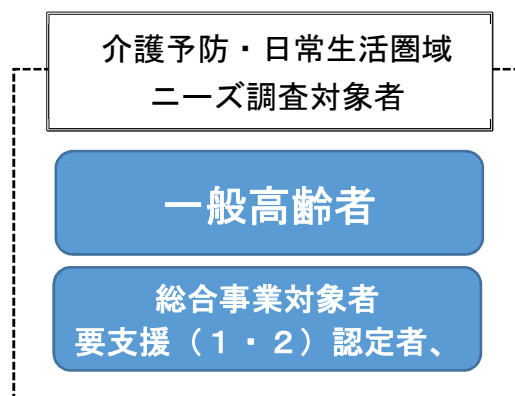 介護予防・日常生活圏域
ニーズ調査対象者
一般高齢者
総合事業対象者
要支援（１・２）認定者、